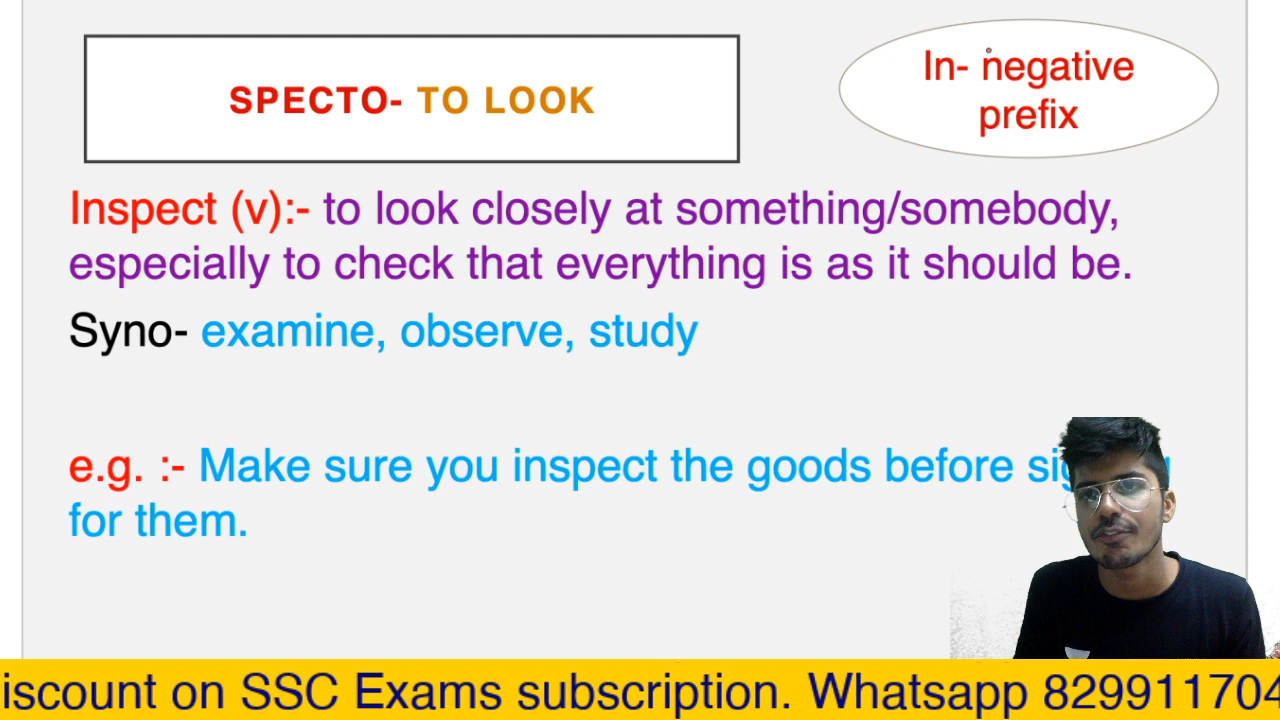 SPECTO- TO LOOK
In- negative
prefix
Inspect (v):- to look closely at something/somebody,
especially to check that everything is as it should be.
Syno- examine, observe, study
e.g. :- Make sure you inspect the goods before
for them.
iscount on SSC Exams subscription. Whatsapp 829911704